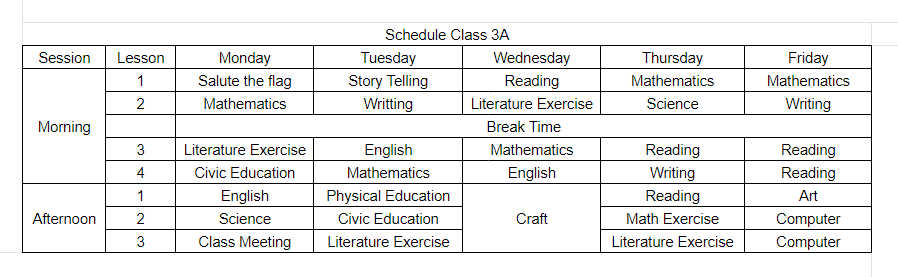 Schedule Class 3A
Session Lesson Monday Tuesday Wednesday Thursday Friday
Morning 1 Salute the flag Story Telling Reading Mathematics Mathematics
2 Mathematics Writting Literature Exercise Science Writing
Break Time
3 Literature Exercise English Mathematics Reading Reading
4 Civic Education Mathematics English Writing Reading
Afternoon 1 English Physical Education Craft Reading Art
2 Science Civic Education Math Exercise Computer
3 Class Meeting Literature Exercise Literature Exercise Computer